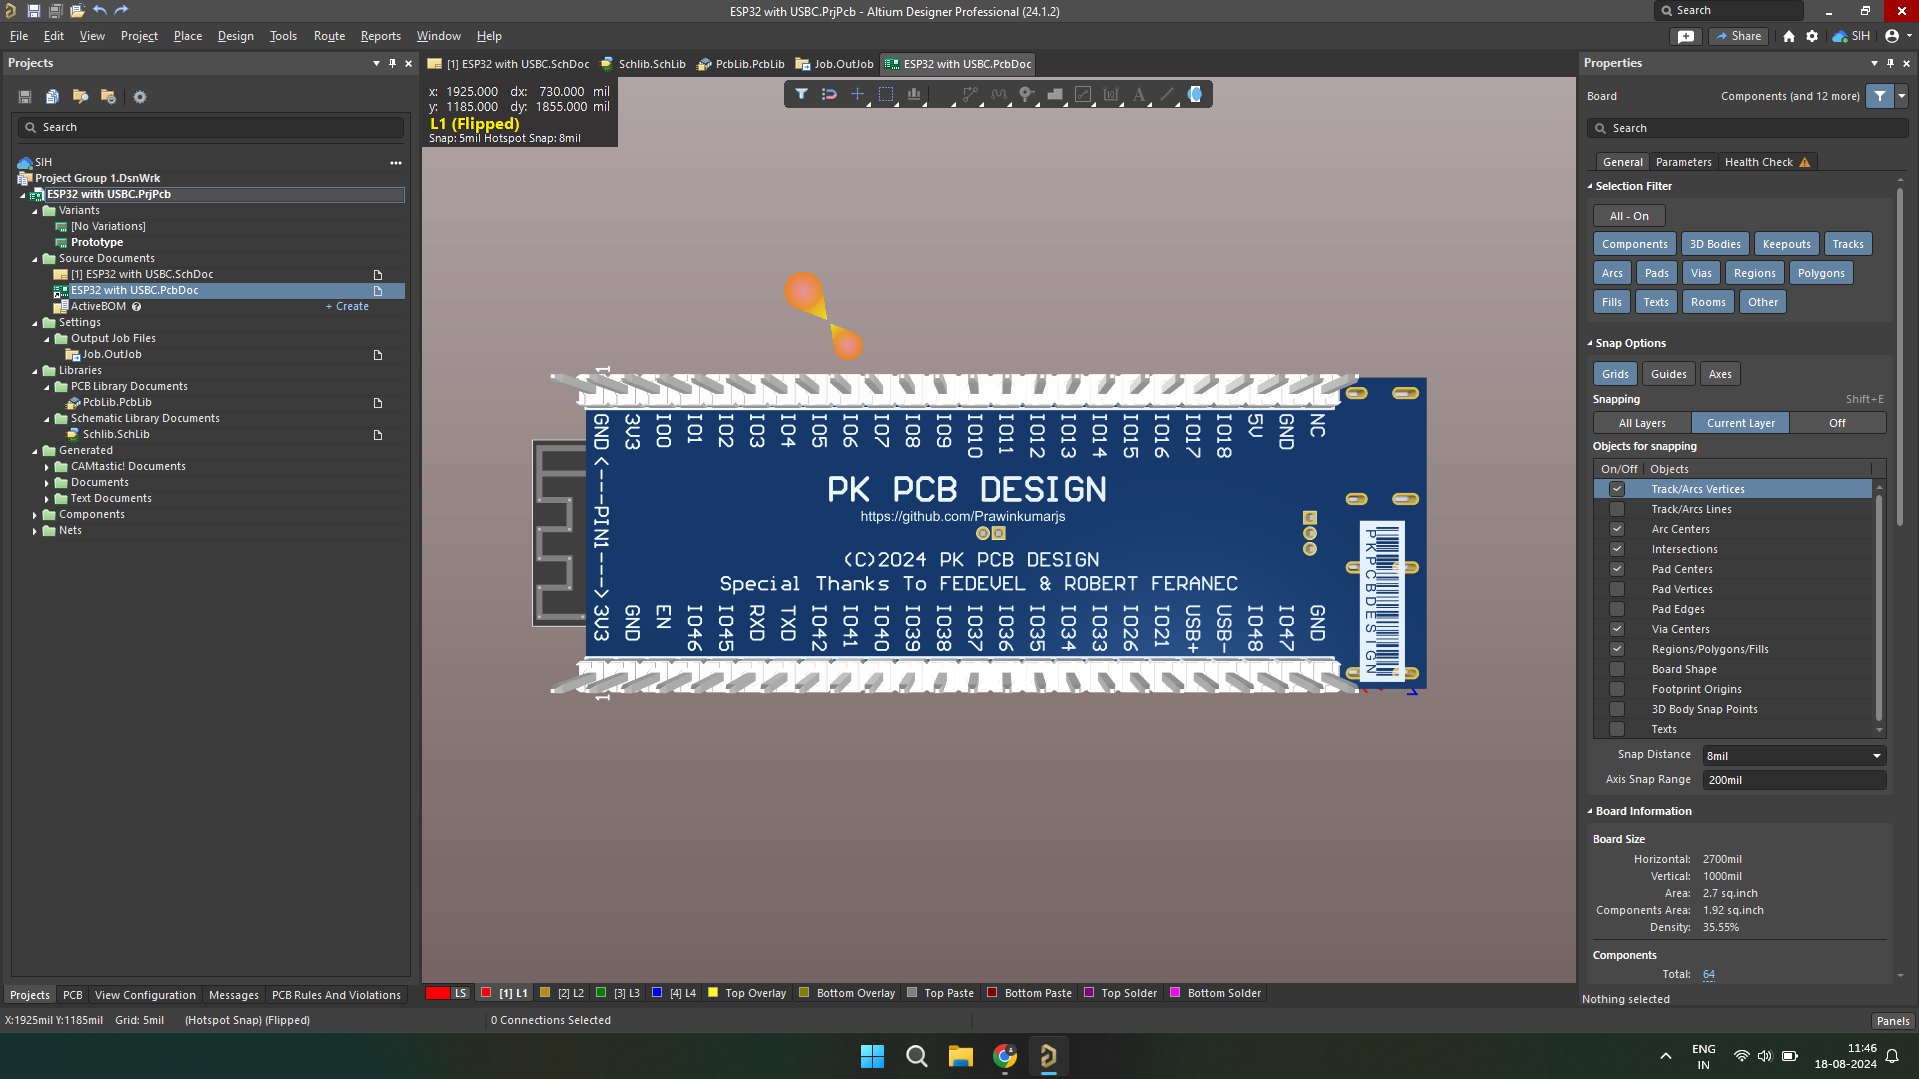 ESP32 with USBC.PrjPcb - Altium Designer Professional (24.1.2)
Search
File Edit View Project Place Design Tools Route Reports Window Help
Share
SIH
Projects
Search
SIH
Project Group 1.DsnWrk
ESP32 with USBC.PrjPcb
Variants
[No Variations]
Prototype
Source Documents
[1] ESP32 with USBC.SchDoc
ESP32 with USBC.PcbDoc
ActiveBOM + Create
Settings
Output Job Files
Job.OutJob
Libraries
PCB Library Documents
PcbLib.PcbLib
Schematic Library Documents
Schlib.SchLib
Generated
CAMtastic! Documents
Documents
Text Documents
Components
Nets
Projects PCB View Configuration Messages PCB Rules And Violations
[1] ESP32 with USBC.SchDoc Schlib.SchLib PcbLib.PcbLib Job.OutJob ESP32 with USBC.PcbDoc
x: 1925.000 dx: 730.000 mil
y: 1185.000 dy: 1855.000 mil
L1 (Flipped)
Snap: 5mil Hotspot Snap: 8mil
1
GND 3V3 IO0 IO1 IO2 IO3 IO4 IO5 IO6 IO7 IO8 IO9 IO10 IO11 IO12 IO13 IO14 IO15 IO16 IO17 IO18 5V GND NC
<----PIN1---->
PK PCB DESIGN
https://github.com/Prawinkumarjs
(C)2024 PK PCB DESIGN
Special Thanks To FEDEVEL & ROBERT FERANEC
PKPCBDESIGN
3V3 GND EN IO46 IO45 RXD TXD IO42 IO41 IO40 IO39 IO38 IO37 IO36 IO35 IO34 IO33 IO26 IO21 USB+ USB- IO48 IO47 GND
1
LS [1] L1 [2] L2 [3] L3 [4] L4 Top Overlay Bottom Overlay Top Paste Bottom Paste Top Solder Bottom Solder
Properties
Board Components (and 12 more)
Search
General Parameters Health Check
Selection Filter
All - On
Components 3D Bodies Keepouts Tracks
Arcs Pads Vias Regions Polygons
Fills Texts Rooms Other
Snap Options
Grids Guides Axes
Snapping Shift+E
All Layers Current Layer Off
Objects for snapping
On/Off Objects
Track/Arcs Vertices
Track/Arcs Lines
Arc Centers
Intersections
Pad Centers
Pad Vertices
Pad Edges
Via Centers
Regions/Polygons/Fills
Board Shape
Footprint Origins
3D Body Snap Points
Texts
Snap Distance 8mil
Axis Snap Range 200mil
Board Information
Board Size
Horizontal: 2700mil
Vertical: 1000mil
Area: 2.7 sq.inch
Components Area: 1.92 sq.inch
Density: 35.55%
Components
Total: 64
Nothing selected
X:1925mil Y:1185mil Grid: 5mil (Hotspot Snap) (Flipped) 0 Connections Selected
Panels
ENG
IN
11:46
18-08-2024